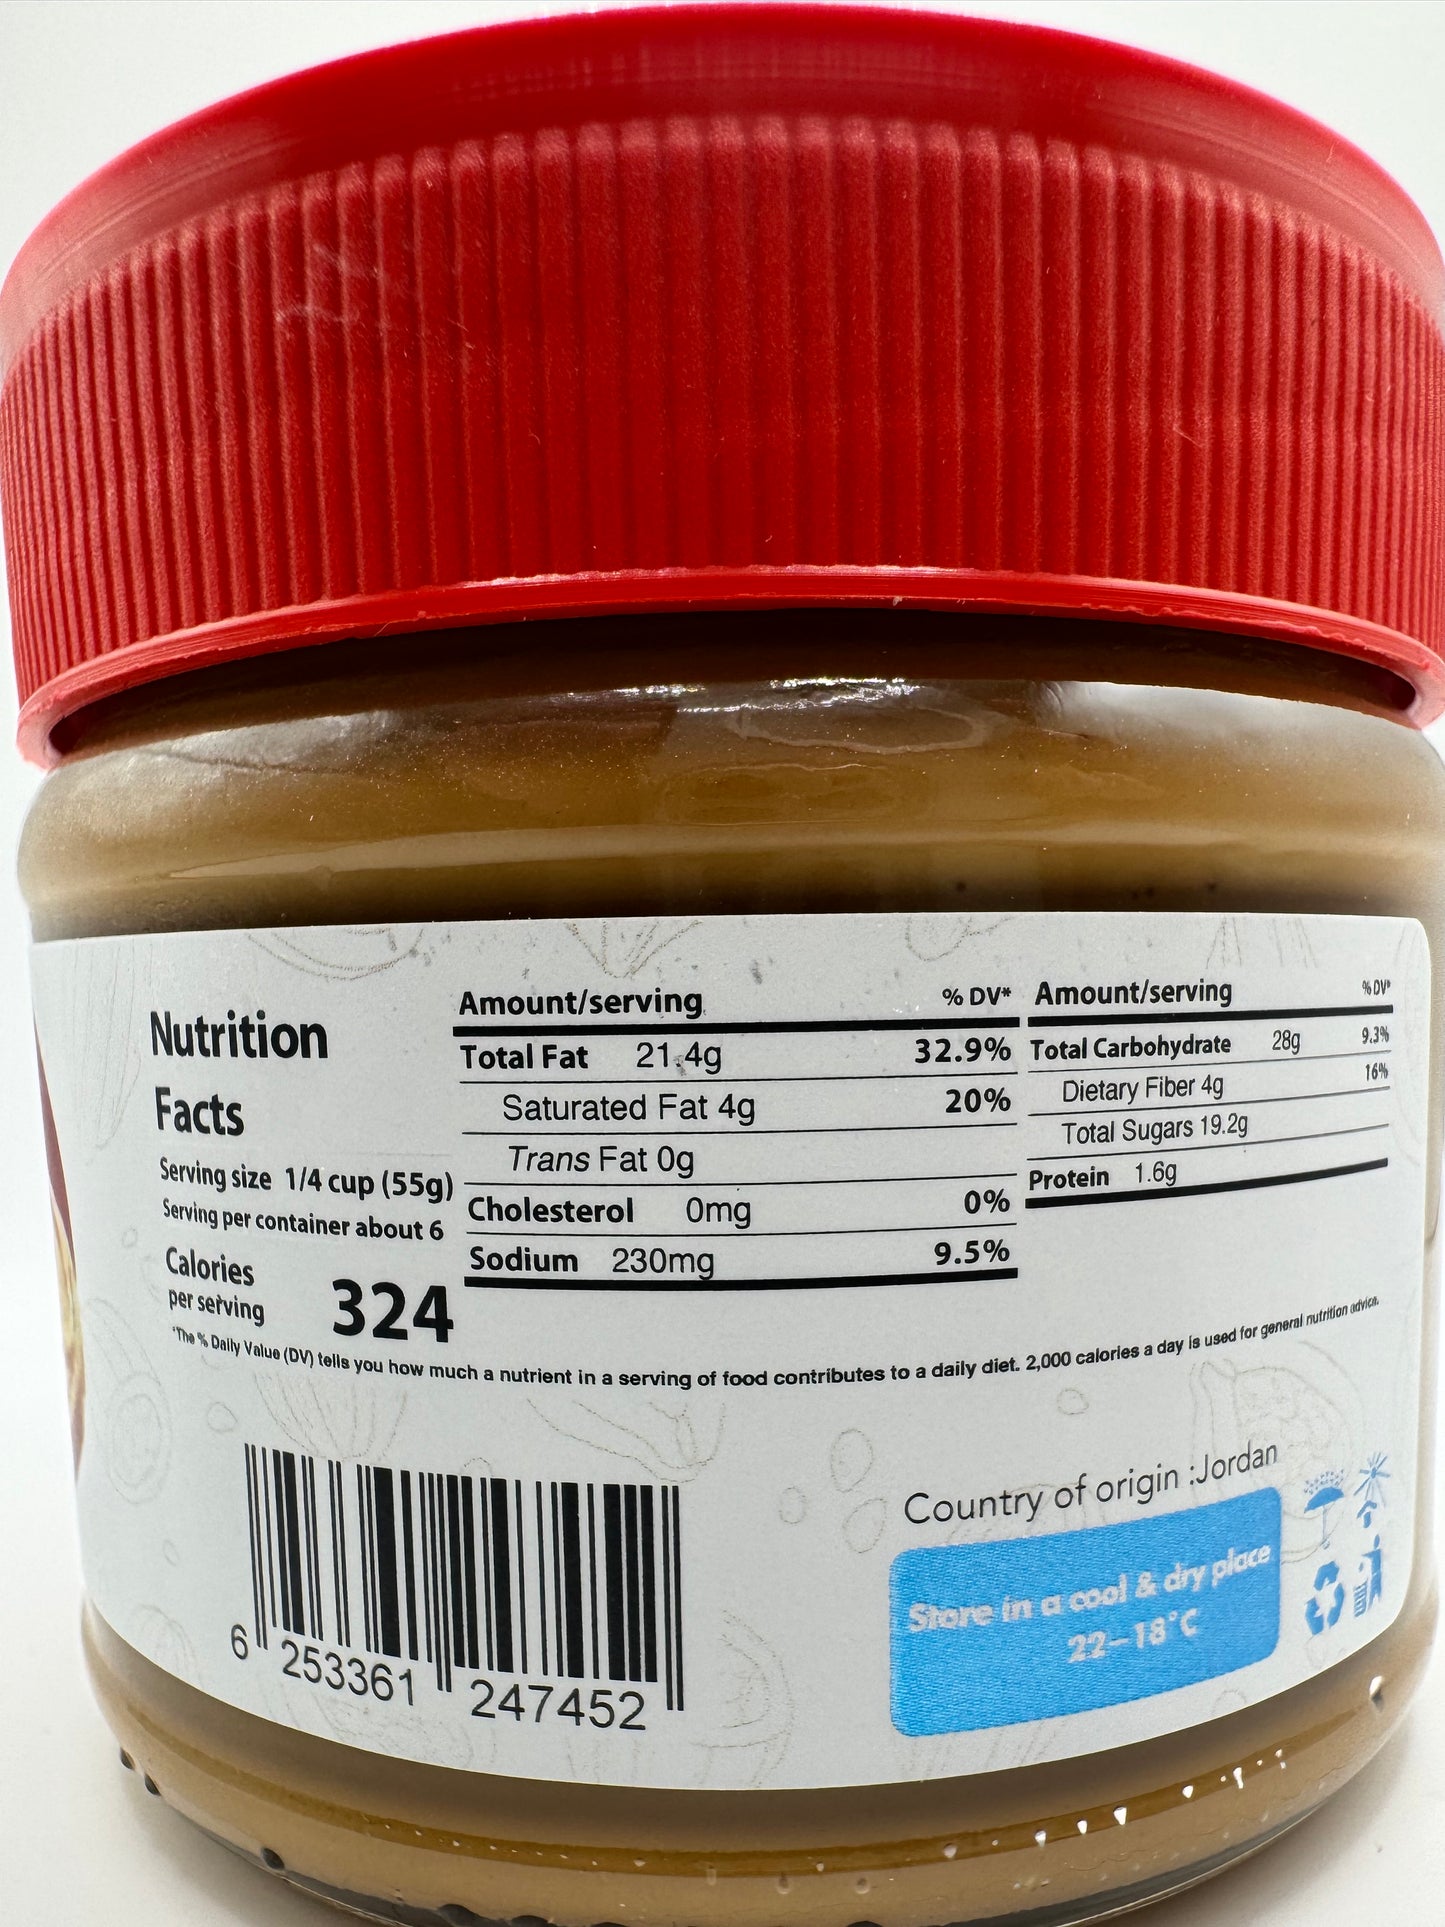 Nutrition
Facts
Serving size 1/4 cup (55g)
Serving per container about 6
Calories
per serving 324
Amount/serving % DV*
Total Fat 21.4g 32.9%
Saturated Fat 4g 20%
Trans Fat 0g
Cholesterol 0mg 0%
Sodium 230mg 9.5%
Amount/serving % DV*
Total Carbohydrate 28g 9.3%
Dietary Fiber 4g 16%
Total Sugars 19.2g
Protein 1.6g
*The % Daily Value (DV) tells you how much a nutrient in a serving of food contributes to a daily diet. 2,000 calories a day is used for general nutrition advice.
6 253361 247452
Country of origin :Jordan
Store in a cool & dry place
22-18°C